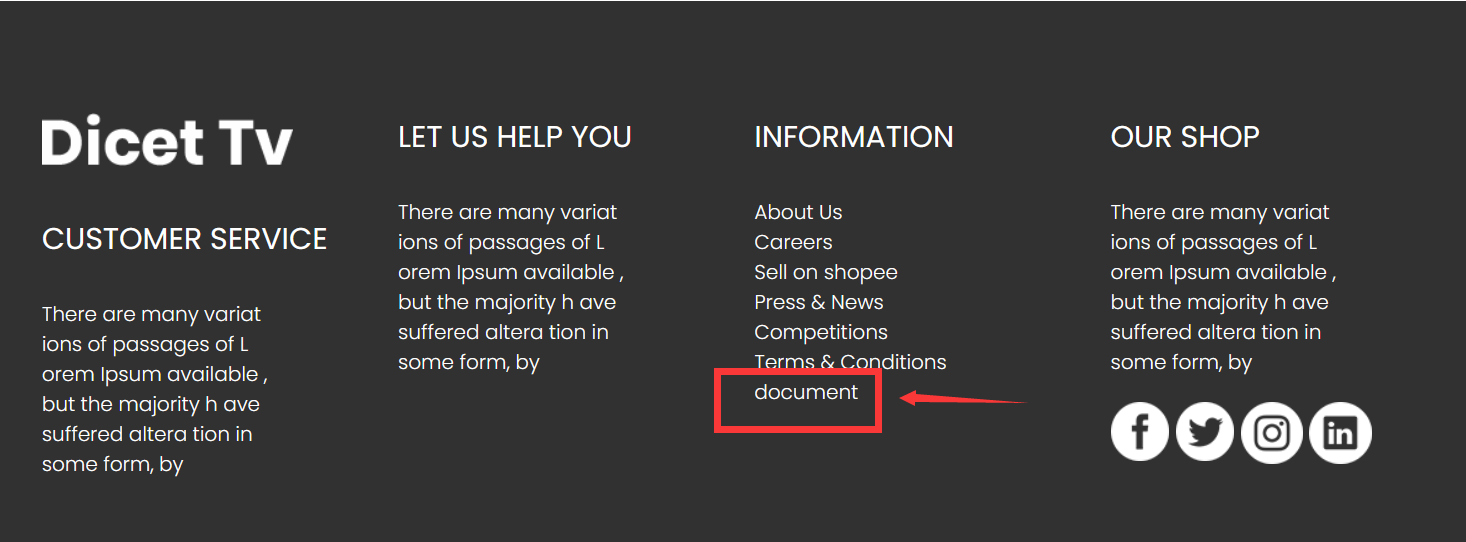 Dicet Tv
CUSTOMER SERVICE
There are many variat
ions of passages of L
orem Ipsum available ,
but the majority h ave
suffered altera tion in
some form, by
LET US HELP YOU
There are many variat
ions of passages of L
orem Ipsum available ,
but the majority h ave
suffered altera tion in
some form, by
INFORMATION
About Us
Careers
Sell on shopee
Press & News
Competitions
Terms & Conditions
document
OUR SHOP
There are many variat
ions of passages of L
orem Ipsum available ,
but the majority h ave
suffered altera tion in
some form, by